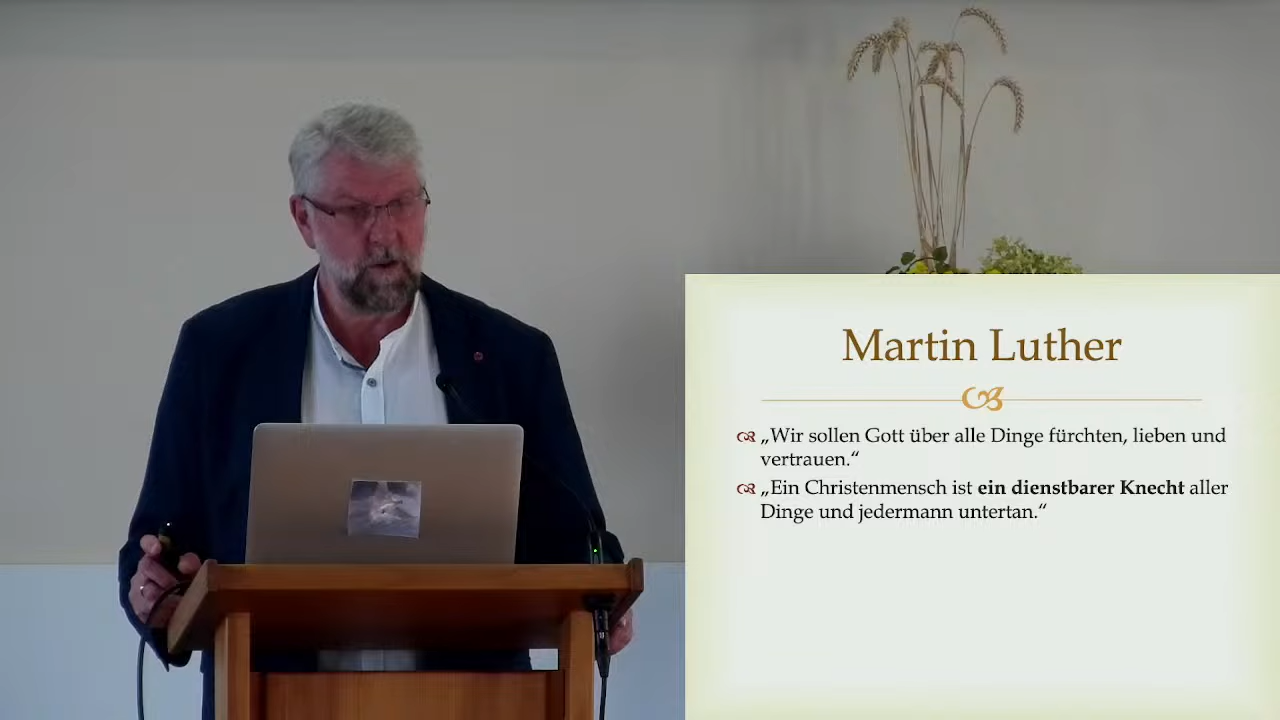 Martin Luther
„Wir sollen Gott über alle Dinge fürchten, lieben und
vertrauen.“
„Ein Christenmensch ist ein dienstbarer Knecht aller
Dinge und jedermann untertan.“